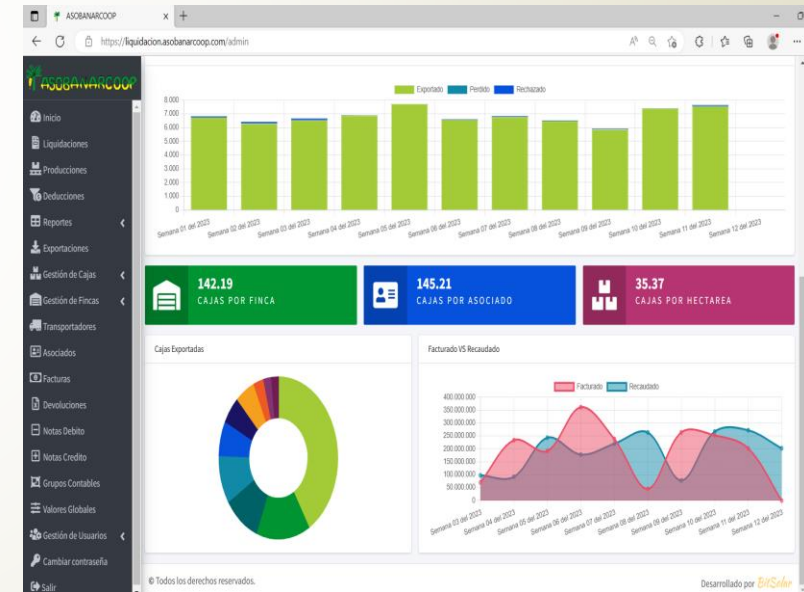 ASOBANARCOOP
https://liquidacion.asobanarcoop.com/admin
ASOBANARCOOP
Inicio
Liquidaciones
Producciones
Deducciones
Reportes
Exportaciones
Gestión de Cajas
Gestión de Fincas
Transportadores
Asociados
Facturas
Devoluciones
Notas Debito
Notas Credito
Grupos Contables
Valores Globales
Gestión de Usuarios
Cambiar contraseña
Salir
Exportado Perdido Rechazado
8.000
7.000
6.000
5.000
4.000
3.000
2.000
1.000
0
Semana 01 del 2023 Semana 02 del 2023 Semana 03 del 2023 Semana 04 del 2023 Semana 05 del 2023 Semana 06 del 2023 Semana 07 del 2023 Semana 08 del 2023 Semana 09 del 2023 Semana 10 del 2023 Semana 11 del 2023 Semana 12 del 2023
142.19
CAJAS POR FINCA
145.21
CAJAS POR ASOCIADO
35.37
CAJAS POR HECTAREA
Cajas Exportadas
Facturado VS Recaudado
Facturado Recaudado
400.000.000
350.000.000
300.000.000
250.000.000
200.000.000
150.000.000
100.000.000
50.000.000
0
Semana 03 del 2023 Semana 04 del 2023 Semana 05 del 2023 Semana 06 del 2023 Semana 07 del 2023 Semana 08 del 2023 Semana 09 del 2023 Semana 10 del 2023 Semana 11 del 2023 Semana 12 del 2023
© Todos los derechos reservados.
Desarrollado por